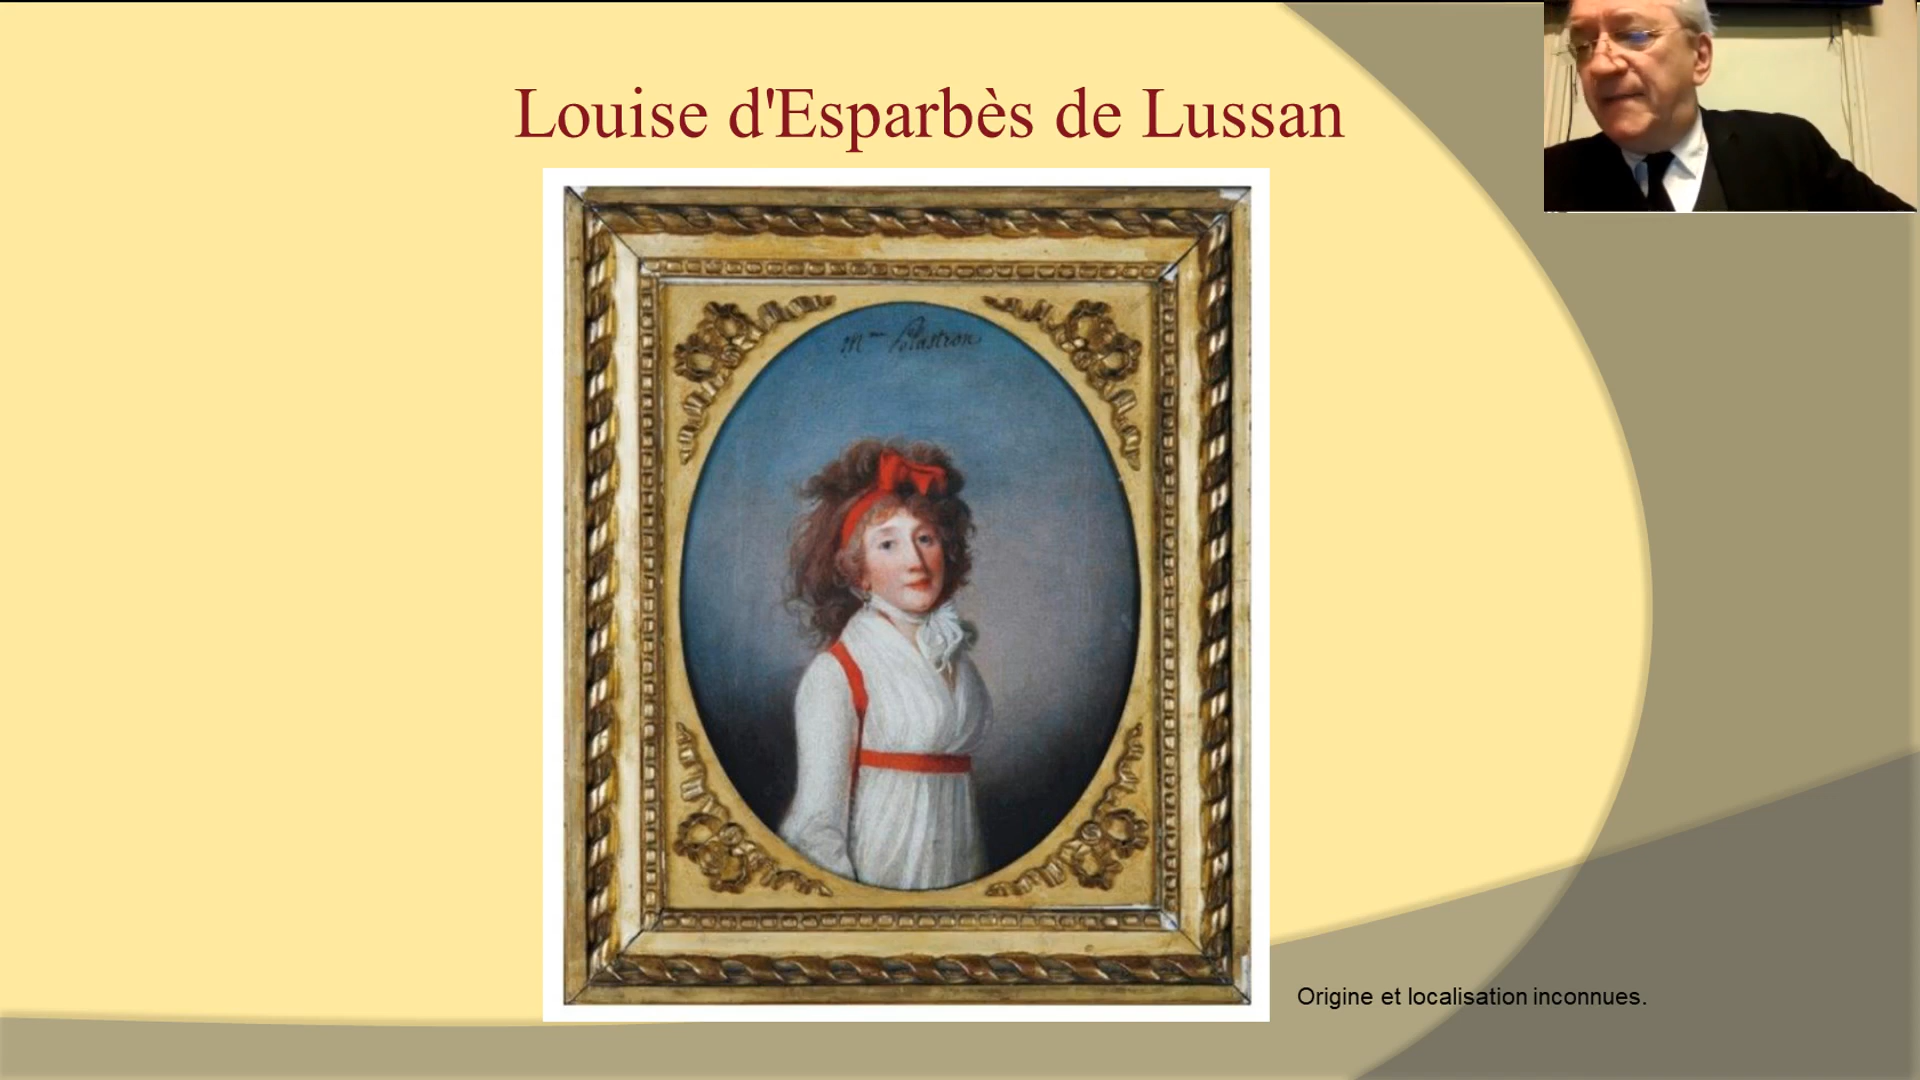 Louise d'Esparbès de Lussan
Mme Polastron
Origine et localisation inconnues.